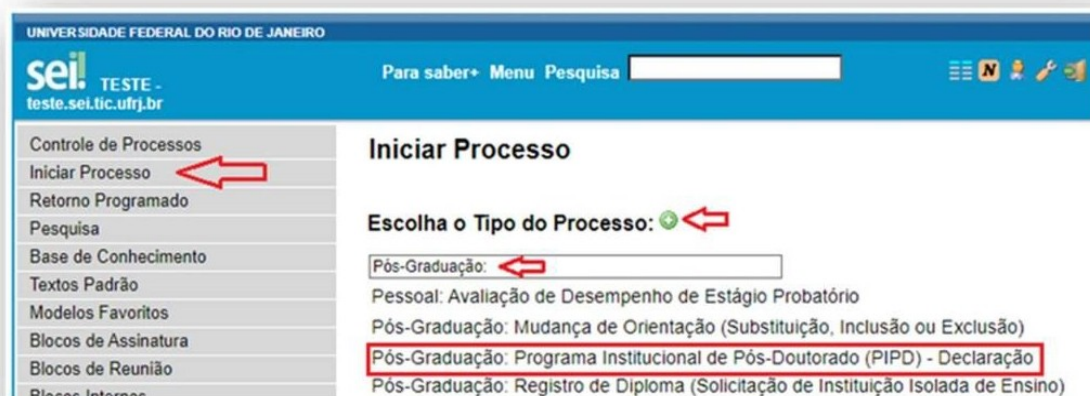 UNIVERSIDADE FEDERAL DO RIO DE JANEIRO
sei! TESTE -
teste.sei.tic.ufrj.br
Para saber+ Menu Pesquisa
N
Controle de Processos
Iniciar Processo
Retorno Programado
Pesquisa
Base de Conhecimento
Textos Padrão
Modelos Favoritos
Blocos de Assinatura
Blocos de Reunião
Blocos Internos
Iniciar Processo
Escolha o Tipo do Processo:
Pós-Graduação:
Pessoal: Avaliação de Desempenho de Estágio Probatório
Pós-Graduação: Mudança de Orientação (Substituição, Inclusão ou Exclusão)
Pós-Graduação: Programa Institucional de Pós-Doutorado (PIPD) - Declaração
Pós-Graduação: Registro de Diploma (Solicitação de Instituição Isolada de Ensino)